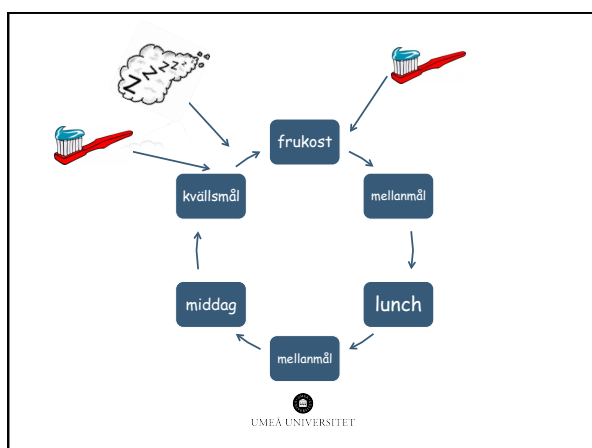 Z Z Z Z Z Z
frukost
mellanmål
lunch
mellanmål
middag
kvällsmål
UMEÅ UNIVERSITET